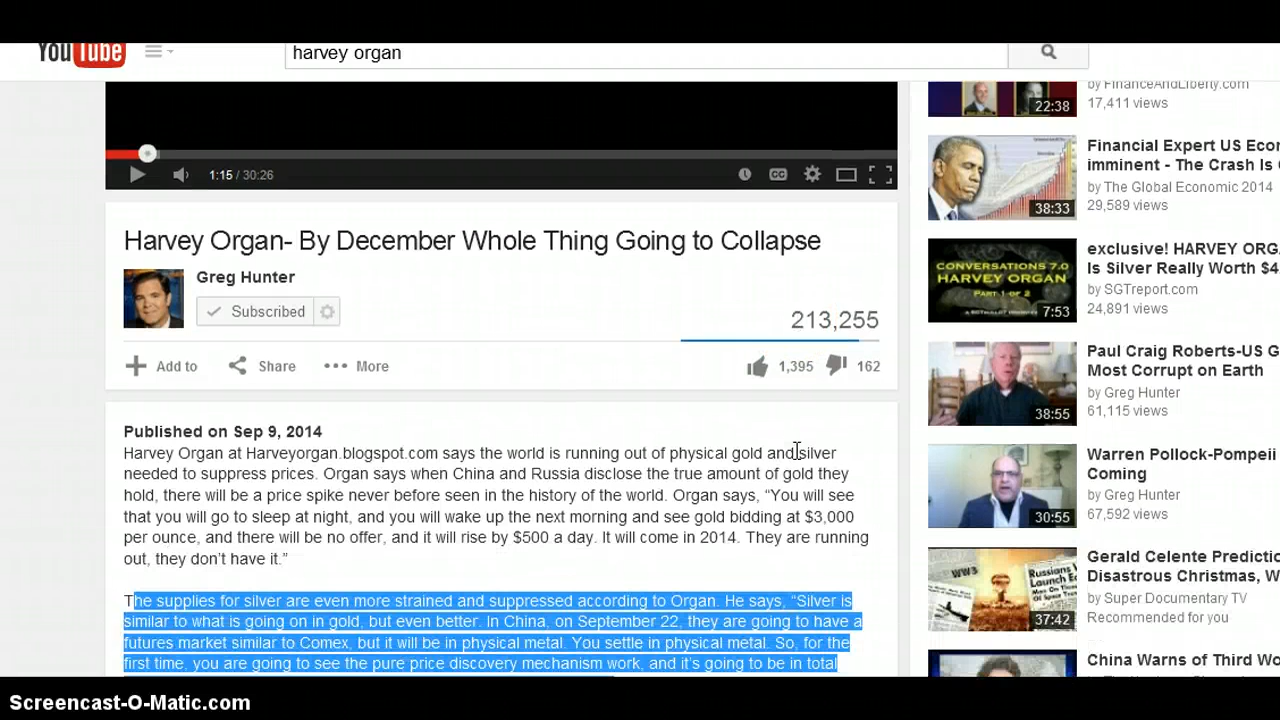 YouTube
harvey organ
1:15 / 30:26
CC
Harvey Organ- By December Whole Thing Going to Collapse
Greg Hunter
Subscribed
213,255
Add to
Share
More
1,395
162
Published on Sep 9, 2014
Harvey Organ at Harveyorgan.blogspot.com says the world is running out of physical gold and silver
needed to suppress prices. Organ says when China and Russia disclose the true amount of gold they
hold, there will be a price spike never before seen in the history of the world. Organ says, “You will see
that you will go to sleep at night, and you will wake up the next morning and see gold bidding at $3,000
per ounce, and there will be no offer, and it will rise by $500 a day. It will come in 2014. They are running
out, they don’t have it.”
The supplies for silver are even more strained and suppressed according to Organ. He says, “Silver is
similar to what is going on in gold, but even better. In China, on September 22, they are going to have a
futures market similar to Comex, but it will be in physical metal. You settle in physical metal. So, for the
first time, you are going to see the pure price discovery mechanism work, and it’s going to be in total
22:38
by FinanceAndLiberty.com
17,411 views
38:33
Financial Expert US Eco
imminent - The Crash Is
by The Global Economic 2014
29,589 views
CONVERSATIONS 7.0
HARVEY ORGAN
PART 1 OF 2
7:53
exclusive! HARVEY ORG
Is Silver Really Worth $4
by SGTreport.com
24,891 views
38:55
Paul Craig Roberts-US G
Most Corrupt on Earth
by Greg Hunter
61,115 views
30:55
Warren Pollock-Pompeii
Coming
by Greg Hunter
67,592 views
WW3
Russians
Launch
37:42
Gerald Celente Predictio
Disastrous Christmas, W
by Super Documentary TV
Recommended for you
China Warns of Third Wo
Screencast-O-Matic.com